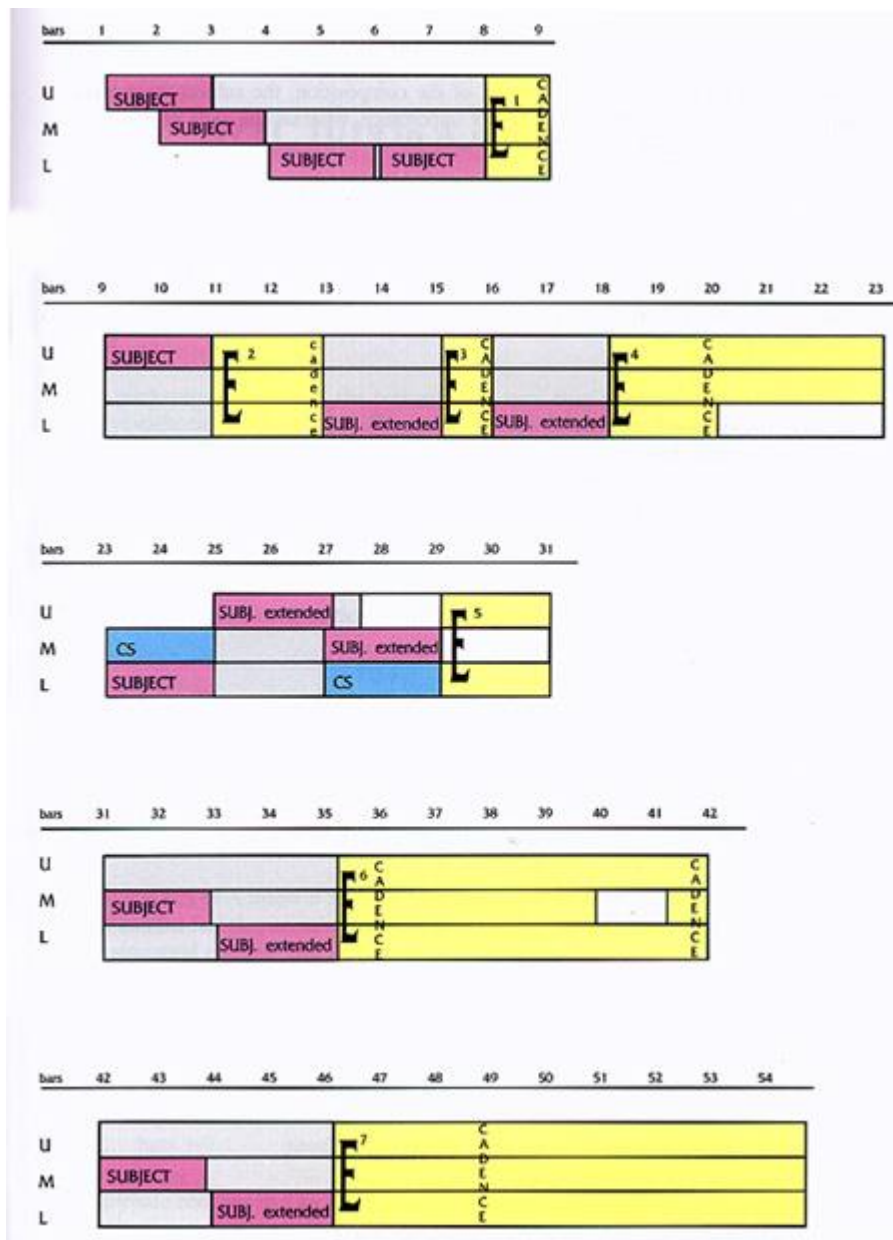 bars 1 2 3 4 5 6 7 8 9
U SUBJECT 1 CADENCE
M SUBJECT
L SUBJECT SUBJECT
bars 9 10 11 12 13 14 15 16 17 18 19 20 21 22 23
U SUBJECT 2 cadence 3 CADENCE 4 CADENCE
M
L SUBJ. extended SUBJ. extended
bars 23 24 25 26 27 28 29 30 31
U SUBJ. extended 5
M CS SUBJ. extended
L SUBJECT CS
bars 31 32 33 34 35 36 37 38 39 40 41 42
U 6 CADENCE CADENCE
M SUBJECT
L SUBJ. extended
bars 42 43 44 45 46 47 48 49 50 51 52 53 54
U 7 CADENCE
M SUBJECT
L SUBJ. extended